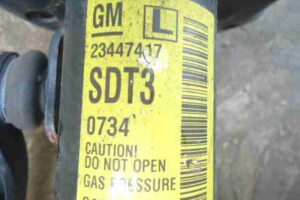 GM L
23447417
SDT3
0734
CAUTION!
DO NOT OPEN
GAS PRESSURE